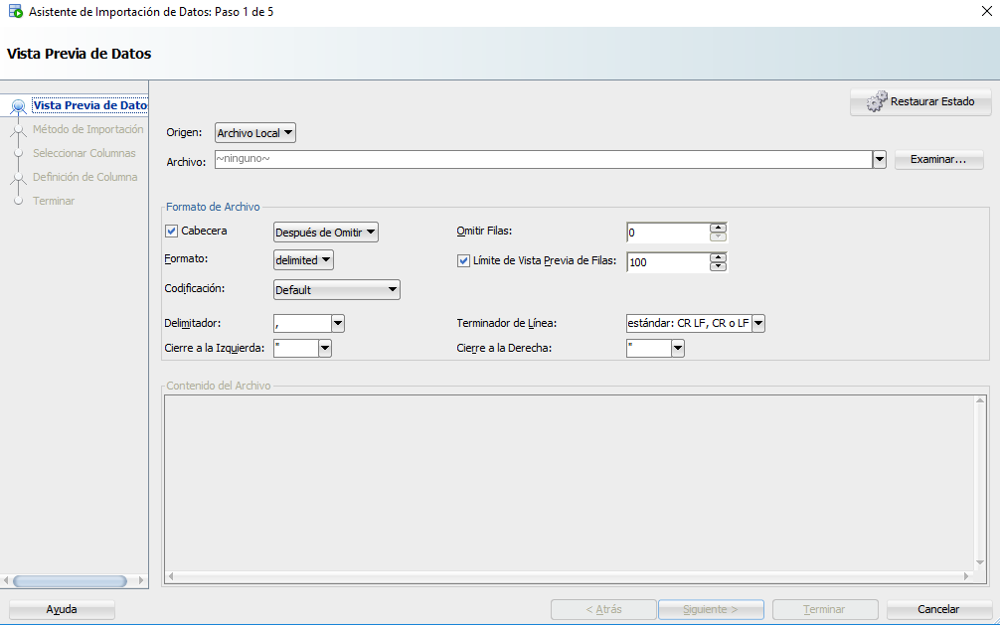 Asistente de Importación de Datos: Paso 1 de 5
Vista Previa de Datos
Vista Previa de Dato
Método de Importación
Seleccionar Columnas
Definición de Columna
Terminar
Restaurar Estado
Origen: Archivo Local
Archivo: ~ninguno~ Examinar...
Formato de Archivo
Cabecera Después de Omitir Omitir Filas: 0
Formato: delimited Límite de Vista Previa de Filas: 100
Codificación: Default
Delimitador: , Terminador de Línea: estándar: CR LF, CR o LF
Cierre a la Izquierda: " Cierre a la Derecha: "
Contenido del Archivo
Ayuda < Atrás Siguiente > Terminar Cancelar